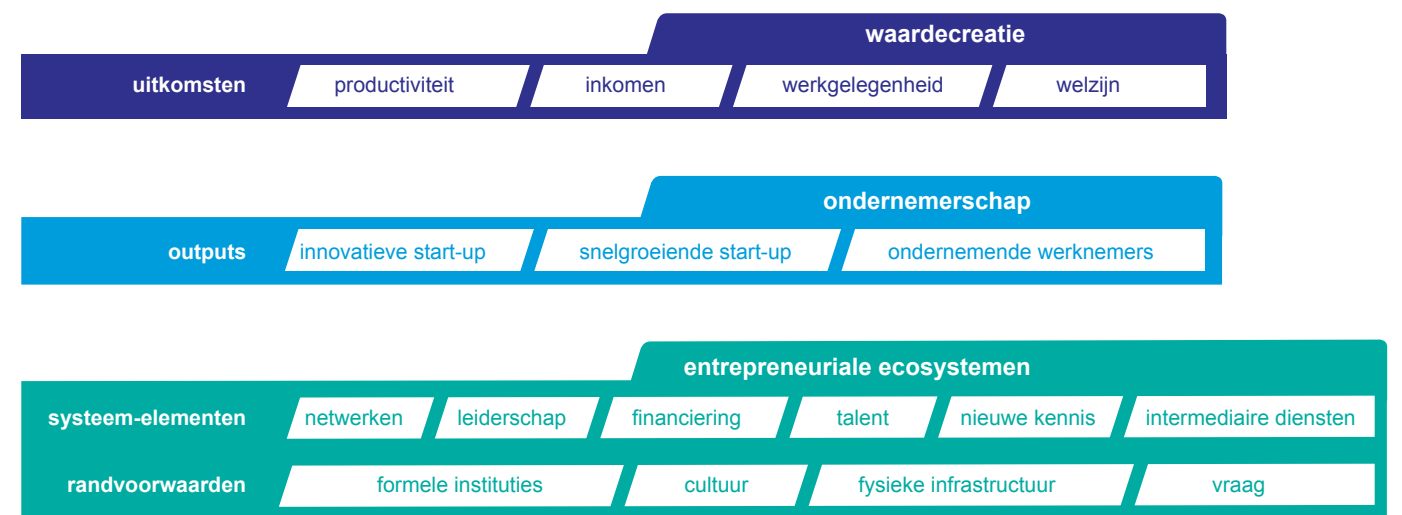 waardecreatie
uitkomsten productiviteit inkomen werkgelegenheid welzijn
ondernemerschap
outputs innovatieve start-up snelgroeiende start-up ondernemende werknemers
entrepreneuriale ecosystemen
systeem-elementen netwerken leiderschap financiering talent nieuwe kennis intermediaire diensten
randvoorwaarden formele instituties cultuur fysieke infrastructuur vraag